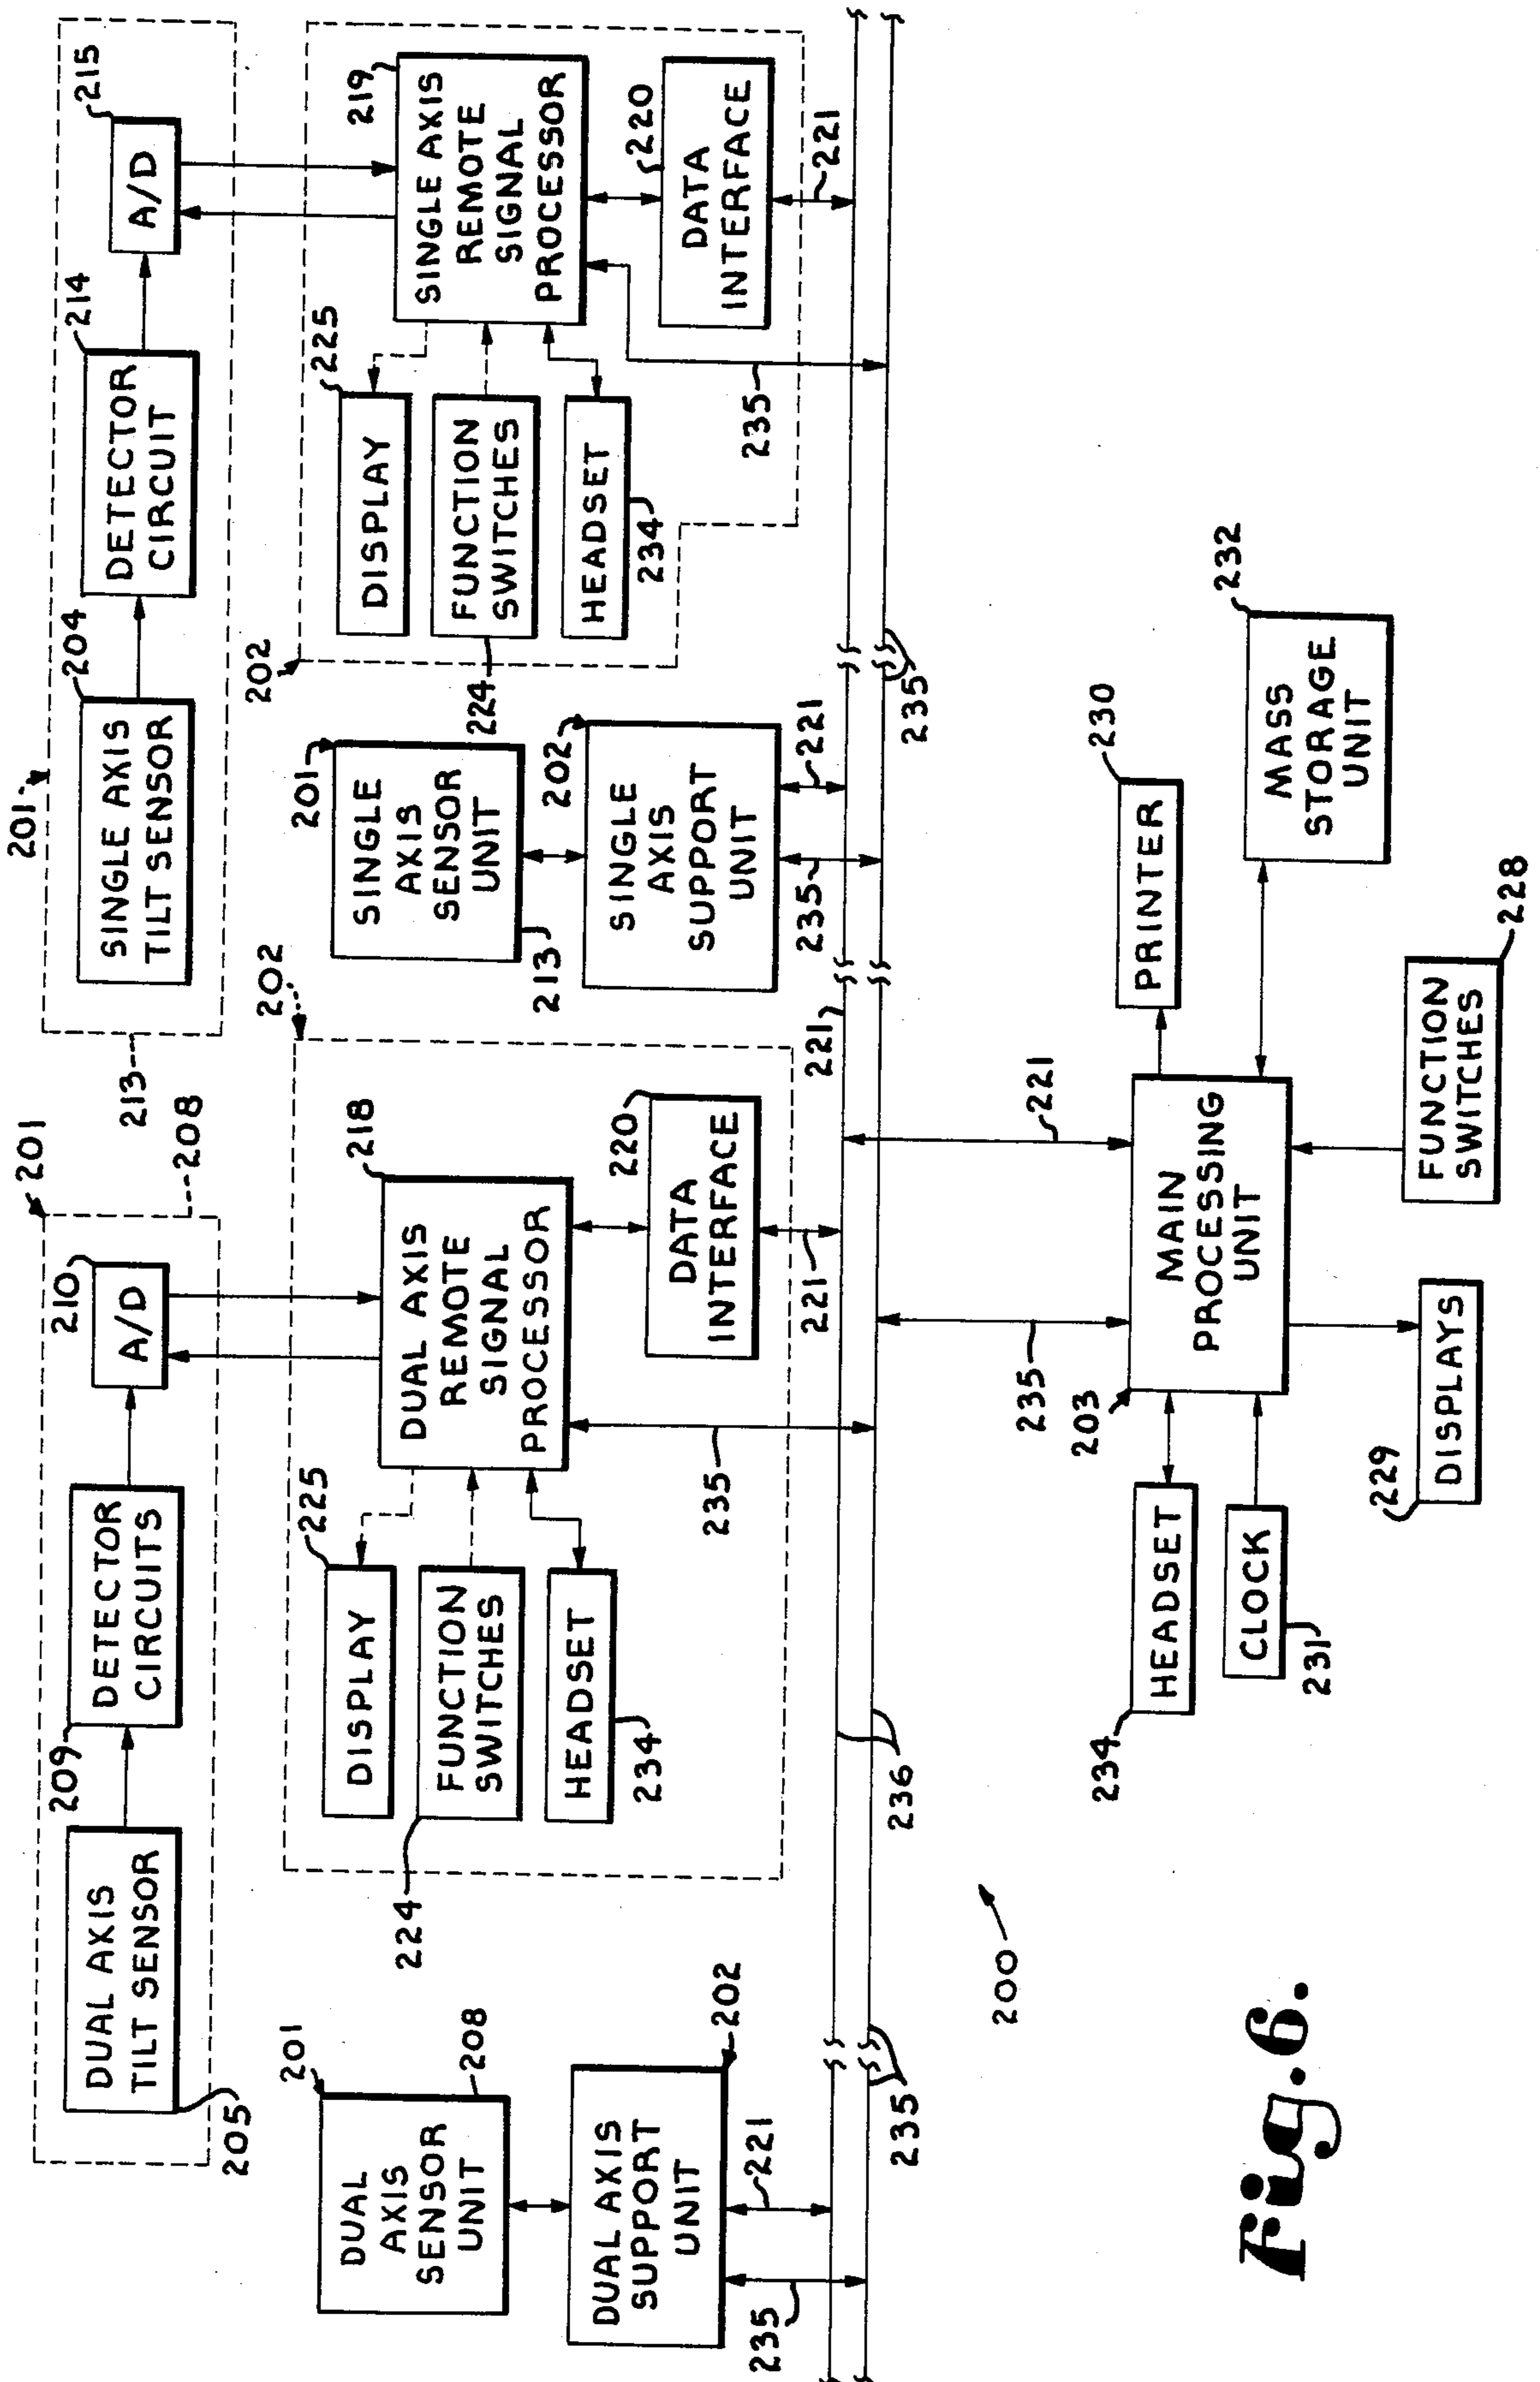 201
208
DUAL AXIS
TILT SENSOR
205
209
DETECTOR
CIRCUITS
210
A/D
213
201
SINGLE AXIS
TILT SENSOR
204
214
DETECTOR
CIRCUIT
215
A/D
201
DUAL
AXIS
SENSOR
UNIT
208
DUAL AXIS
SUPPORT
UNIT
202
235
221
202
225
DISPLAY
FUNCTION
SWITCHES
224
HEADSET
234
218
DUAL AXIS
REMOTE
SIGNAL
PROCESSOR
220
DATA
INTERFACE
235
221
201
SINGLE
AXIS
SENSOR
UNIT
213
202
SINGLE
AXIS
SUPPORT
UNIT
235
221
202
225
DISPLAY
FUNCTION
SWITCHES
224
HEADSET
234
219
SINGLE AXIS
REMOTE
SIGNAL
PROCESSOR
220
DATA
INTERFACE
235
221
235
236
221
235
200
235
221
203
MAIN
PROCESSING
UNIT
234
HEADSET
CLOCK
231
229
DISPLAYS
FUNCTION
SWITCHES
228
230
PRINTER
232
MASS
STORAGE
UNIT
Fig.6.